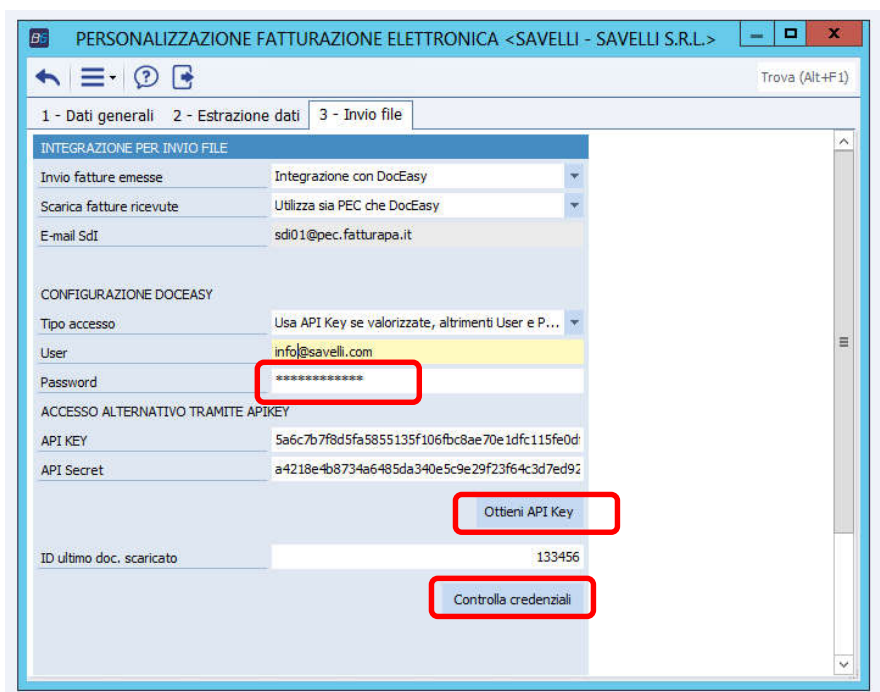 BS PERSONALIZZAZIONE FATTURAZIONE ELETTRONICA <SAVELLI - SAVELLI S.R.L.>
Trova (Alt+F1)
1 - Dati generali 2 - Estrazione dati 3 - Invio file
INTEGRAZIONE PER INVIO FILE
Invio fatture emesse Integrazione con DocEasy
Scarica fatture ricevute Utilizza sia PEC che DocEasy
E-mail SdI sdi01@pec.fatturapa.it
CONFIGURAZIONE DOCEASY
Tipo accesso Usa API Key se valorizzate, altrimenti User e P...
User info@savelli.com
Password ************
ACCESSO ALTERNATIVO TRAMITE APIKEY
API KEY 5a6c7b7f8d5fa5855135f106fbc8ae70e1dfc115fe0d
API Secret a4218e4b8734a6485da340e5c9e29f23f64c3d7ed92
Ottieni API Key
ID ultimo doc. scaricato 133456
Controlla credenziali